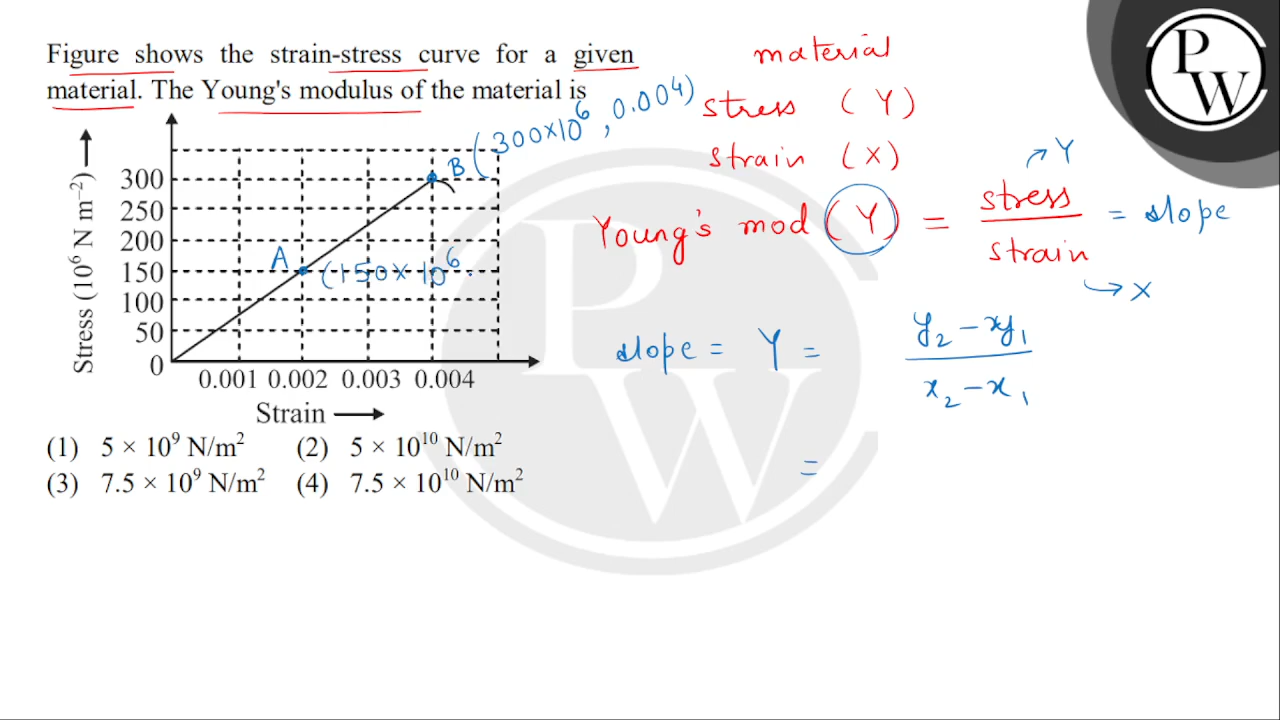 Figure shows the strain-stress curve for a given
material. The Young's modulus of the material is
Stress (10⁶ N m⁻²)
300
250
200
150
100
50
0
0.001 0.002 0.003 0.004
Strain
A
(150×10⁶,
B (300×10⁶, 0.004)
(1) 5 × 10⁹ N/m² (2) 5 × 10¹⁰ N/m²
(3) 7.5 × 10⁹ N/m² (4) 7.5 × 10¹⁰ N/m²
material
stress (Y)
strain (X)
Young's mod (Y) = stress/strain = slope
→ Y
→ X
slope = Y = y₂ − xy₁ / x₂ − x₁
=
P
W
P
W